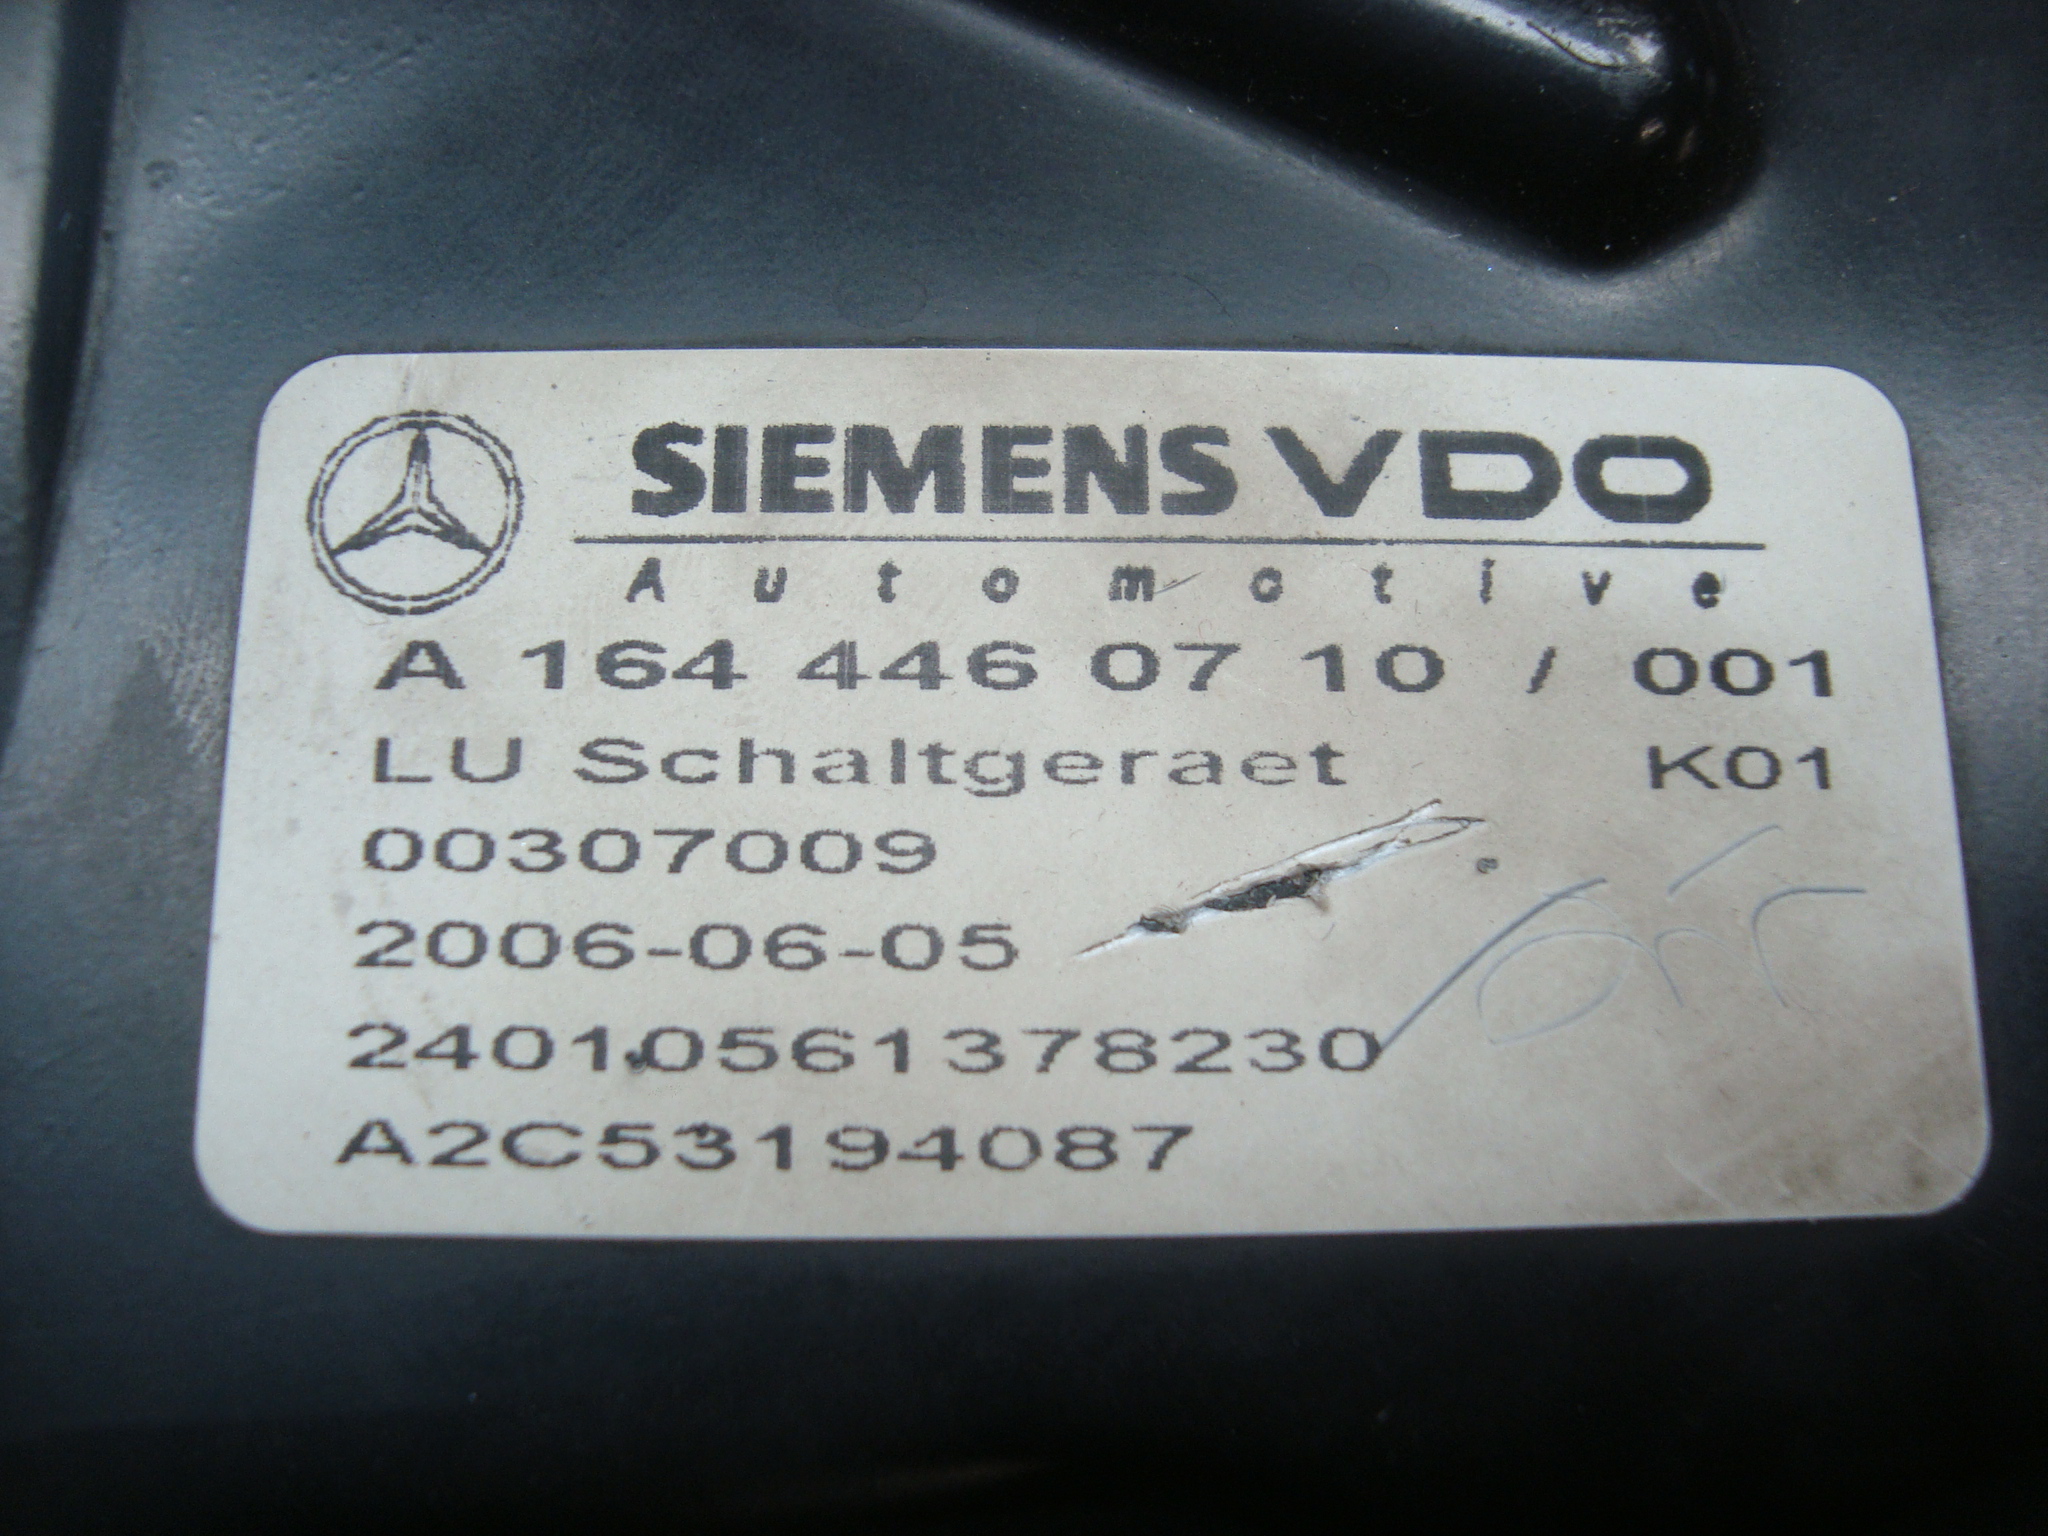 SIEMENS VDO
Automotive
A 164 446 07 10 / 001
LU Schaltgeraet K01
00307009
2006-06-05
24010561378230
A2C53194087